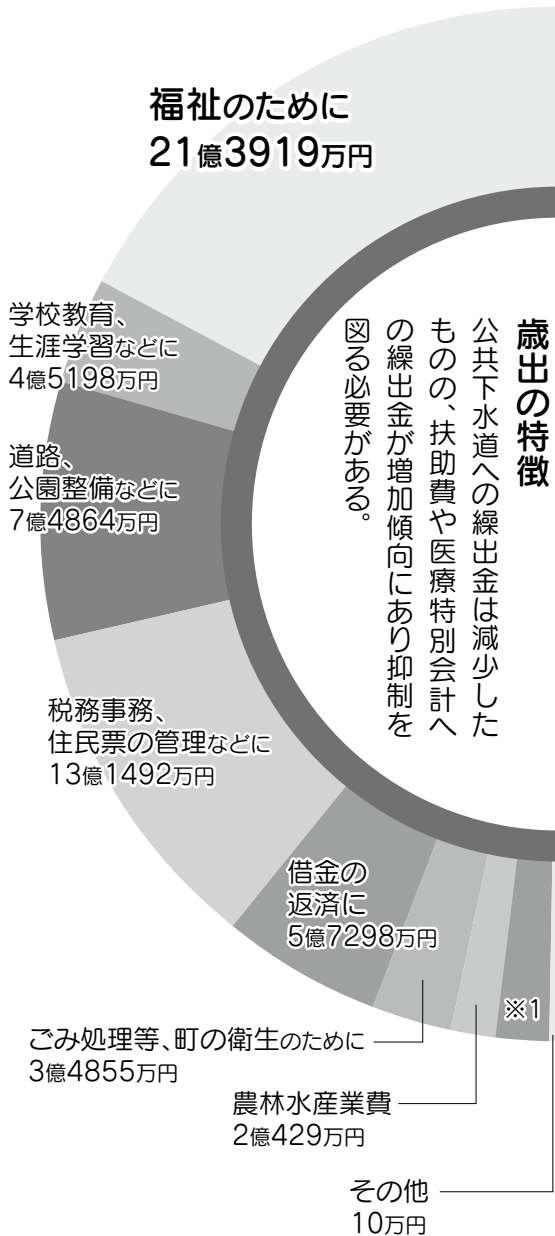 福祉のために
21億3919万円
歳出の特徴
公共下水道への繰出金は減少した
ものの、扶助費や医療特別会計へ
の繰出金が増加傾向にあり抑制を
図る必要がある。
学校教育、
生涯学習などに
4億5198万円
道路、
公園整備などに
7億4864万円
税務事務、
住民票の管理などに
13億1492万円
借金の
返済に
5億7298万円
※1
ごみ処理等、町の衛生のために
3億4855万円
農林水産業費
2億429万円
その他
10万円